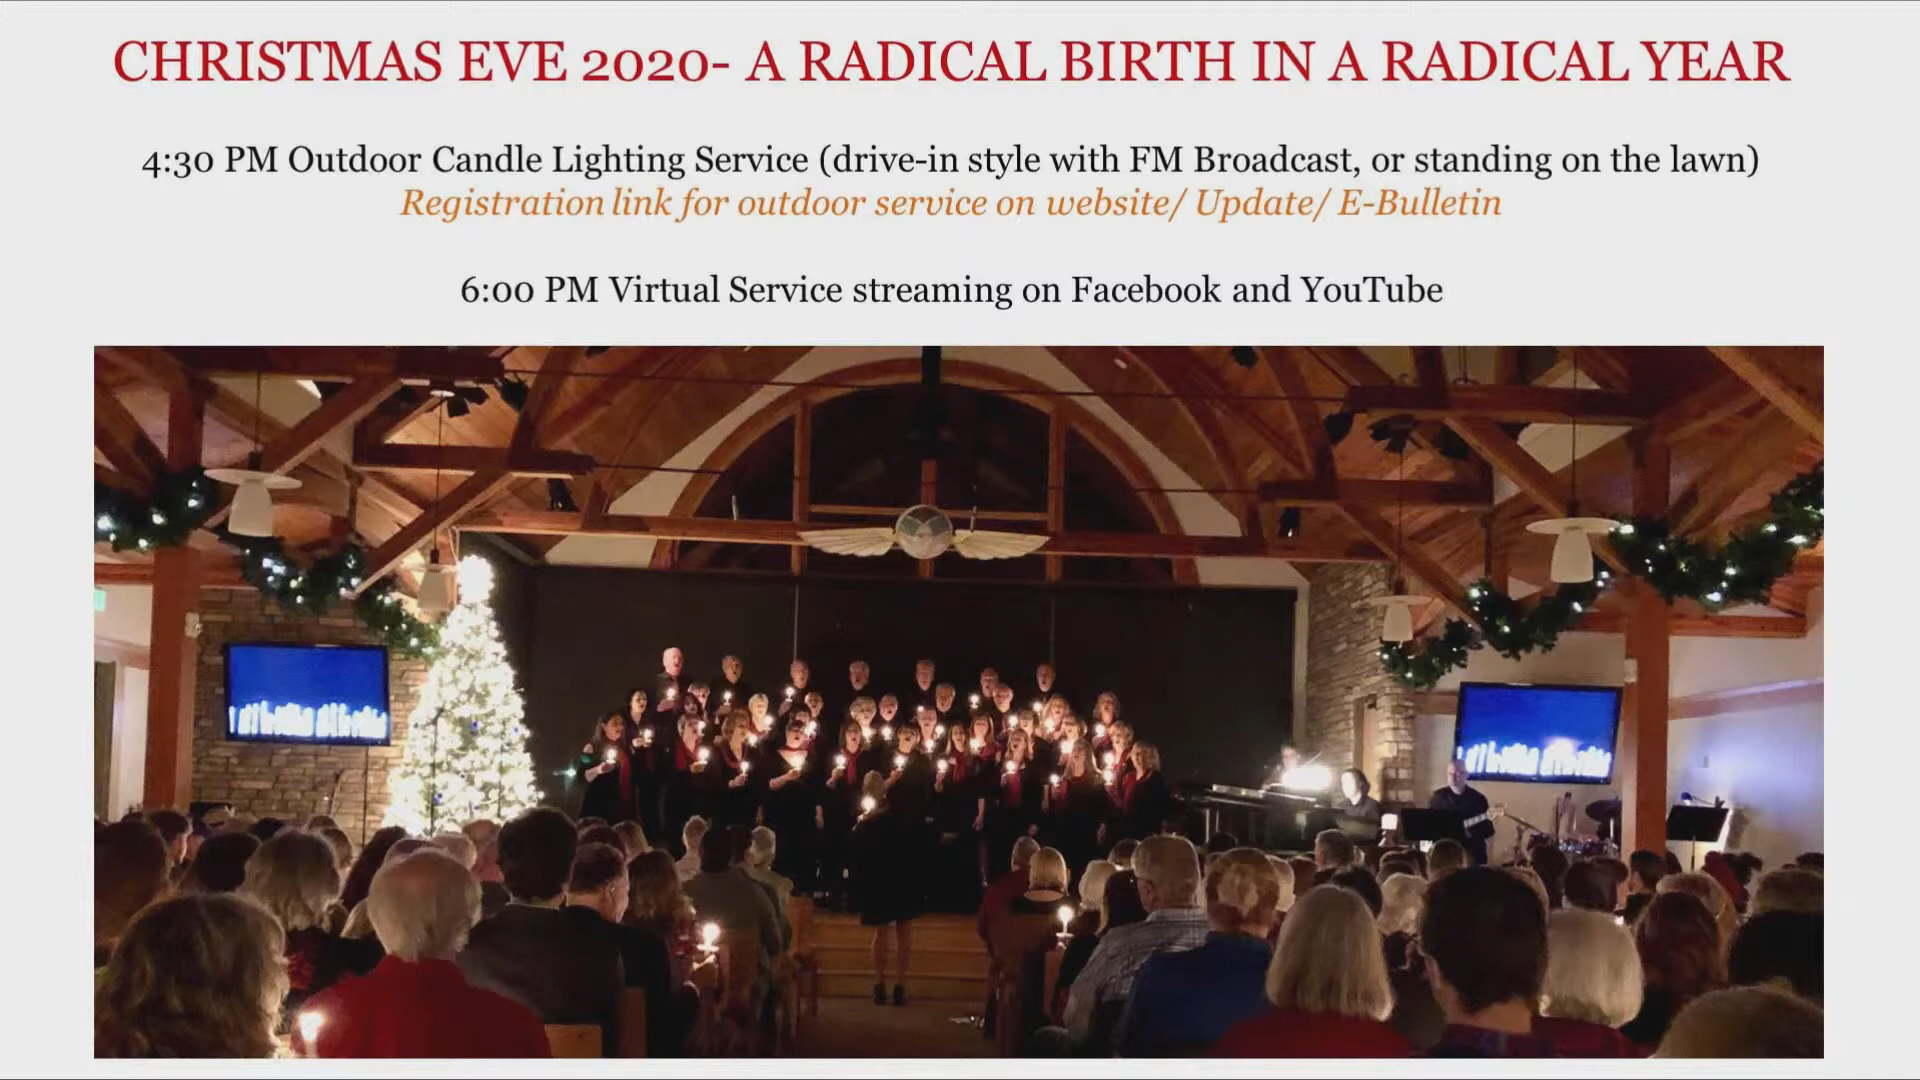 CHRISTMAS EVE 2020- A RADICAL BIRTH IN A RADICAL YEAR
4:30 PM Outdoor Candle Lighting Service (drive-in style with FM Broadcast, or standing on the lawn)
Registration link for outdoor service on website/ Update/ E-Bulletin
6:00 PM Virtual Service streaming on Facebook and YouTube